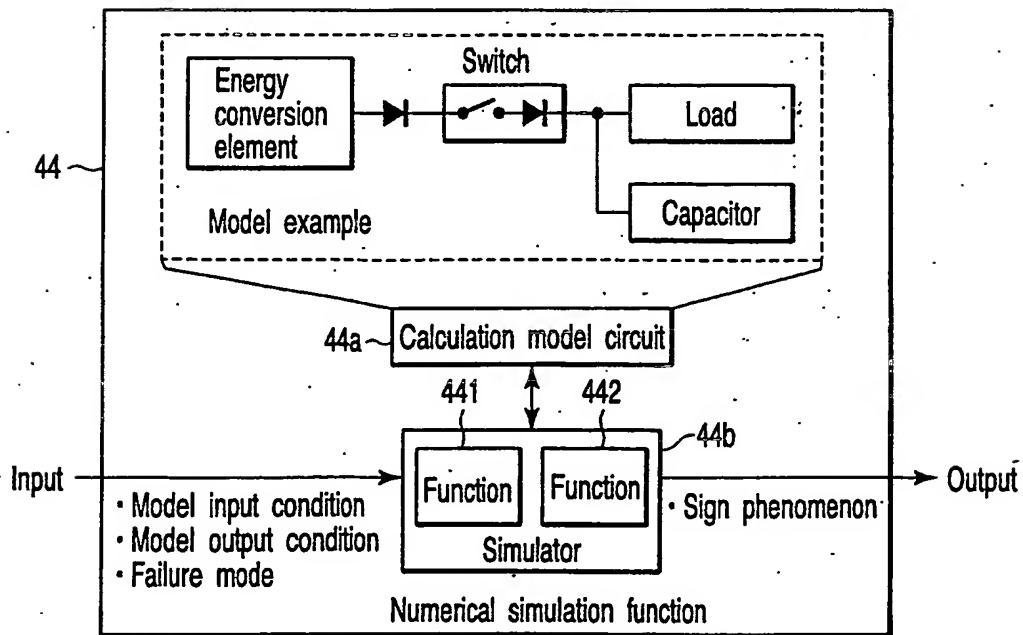 Switch
Energy
conversion
element
Load
44
Capacitor
Model example
44a
Calculation model circuit
441
442
44b
Input
Function
Function
Output
· Model input condition
· Sign phenomenon
· Model output condition
Simulator
· Failure mode
Numerical simulation function